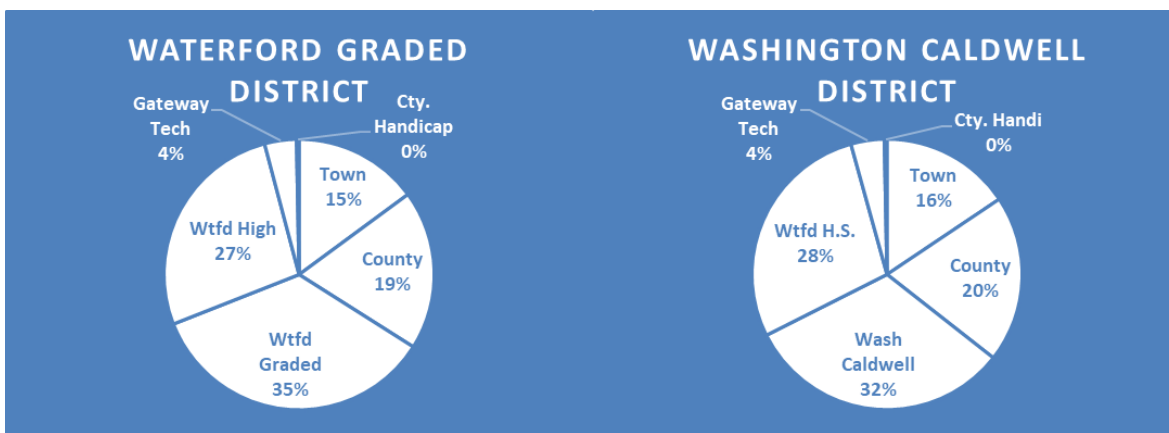 WATERFORD GRADED
DISTRICT
Gateway
Tech
4%
Cty.
Handicap
0%
Town
15%
County
19%
Wtfd
Graded
35%
Wtfd High
27%
WASHINGTON CALDWELL
DISTRICT
Gateway
Tech
4%
Cty. Handi
0%
Town
16%
County
20%
Wash
Caldwell
32%
Wtfd H.S.
28%